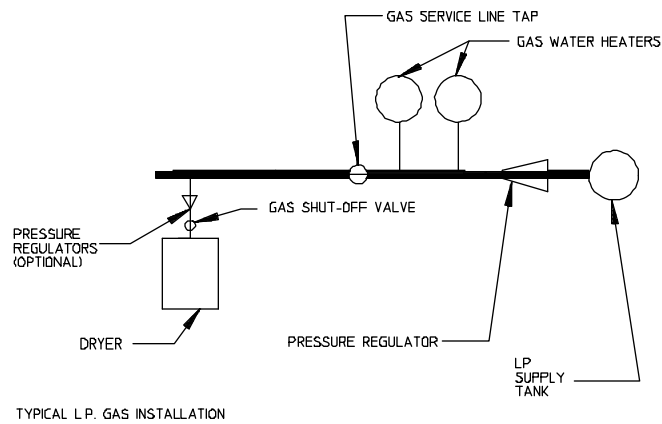 GAS SERVICE LINE TAP
GAS WATER HEATERS
GAS SHUT-OFF VALVE
PRESSURE
REGULATORS
(OPTIONAL)
DRYER
PRESSURE REGULATOR
LP
SUPPLY
TANK
TYPICAL L.P. GAS INSTALLATION